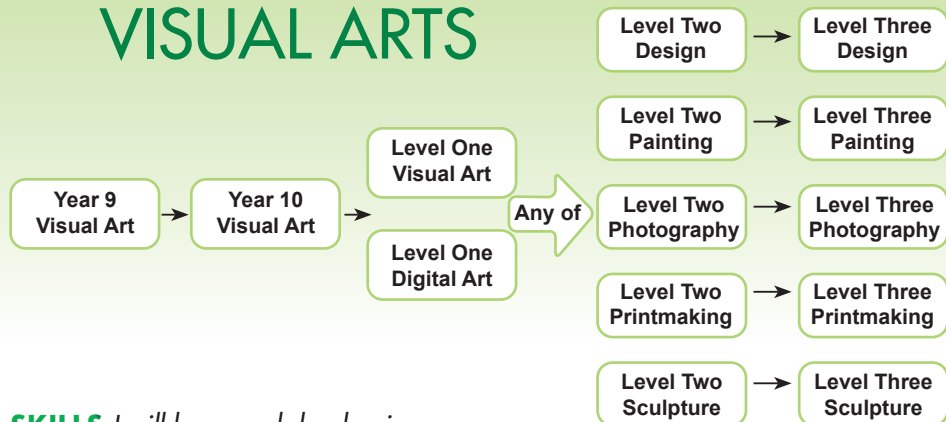 VISUAL ARTS
Year 9
Visual Art
Year 10
Visual Art
Level One
Visual Art
Level One
Digital Art
Any of
Level Two
Design
Level Three
Design
Level Two
Painting
Level Three
Painting
Level Two
Photography
Level Three
Photography
Level Two
Printmaking
Level Three
Printmaking
Level Two
Sculpture
Level Three
Sculpture
SKILLS